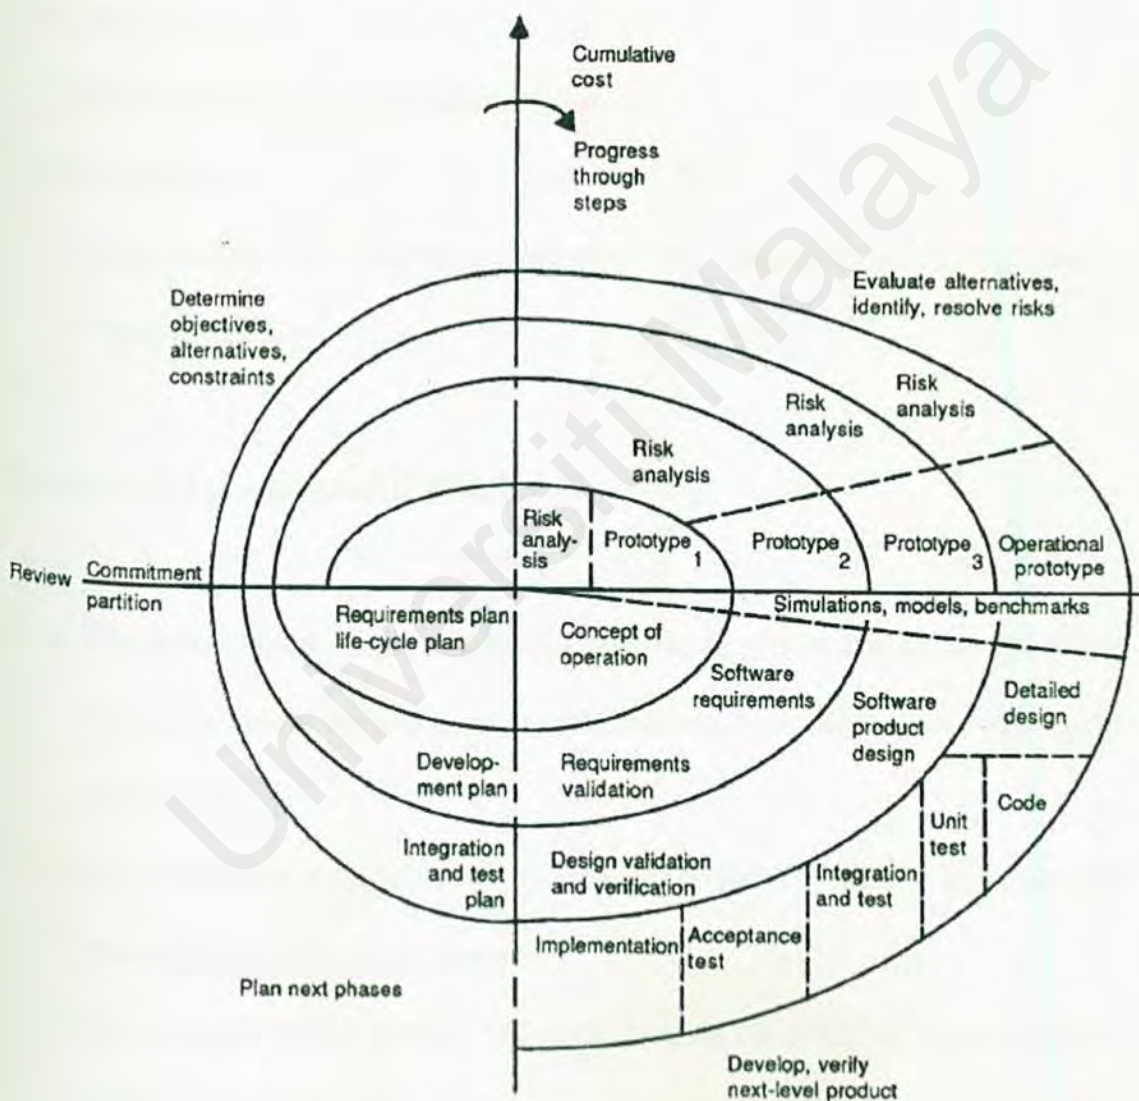 Cumulative
cost
Progress
through
steps
Determine
objectives,
alternatives,
constraints
Evaluate alternatives,
identify, resolve risks
Risk
analysis
Risk
analysis
Risk
analysis
Risk
analy-
sis
Prototype 1
Prototype 2
Prototype 3
Operational
prototype
Review
Commitment
partition
Simulations, models, benchmarks
Requirements plan
life-cycle plan
Concept of
operation
Software
requirements
Software
product
design
Detailed
design
Develop-
ment plan
Requirements
validation
Code
Unit
test
Integration
and test
plan
Design validation
and verification
Integration
and test
Acceptance
test
Implementation
Plan next phases
Develop, verify
next-level product
Universiti Malaya